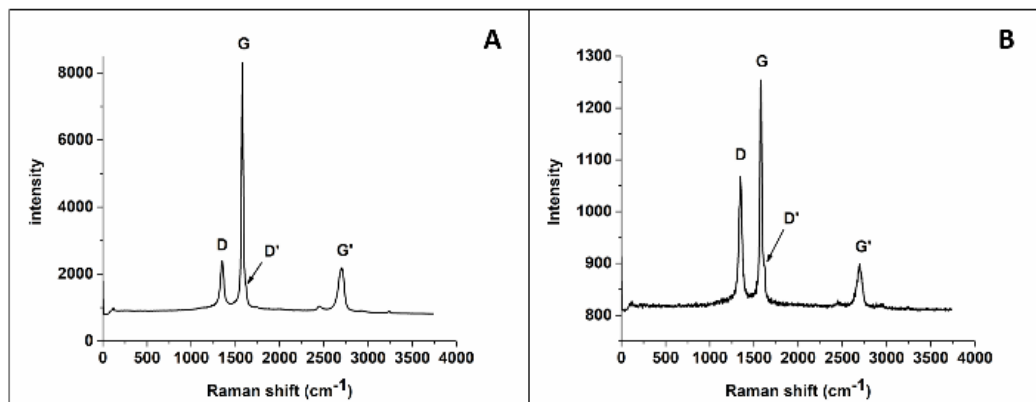 A
G
8000
6000
4000
2000
0
intensity
D
D'
G'
0 500 1000 1500 2000 2500 3000 3500 4000
Raman shift (cm⁻¹)
B
G
1300
1200
1100
1000
900
800
Intensity
D
D'
G'
0 500 1000 1500 2000 2500 3000 3500 4000
Raman shift (cm⁻¹)